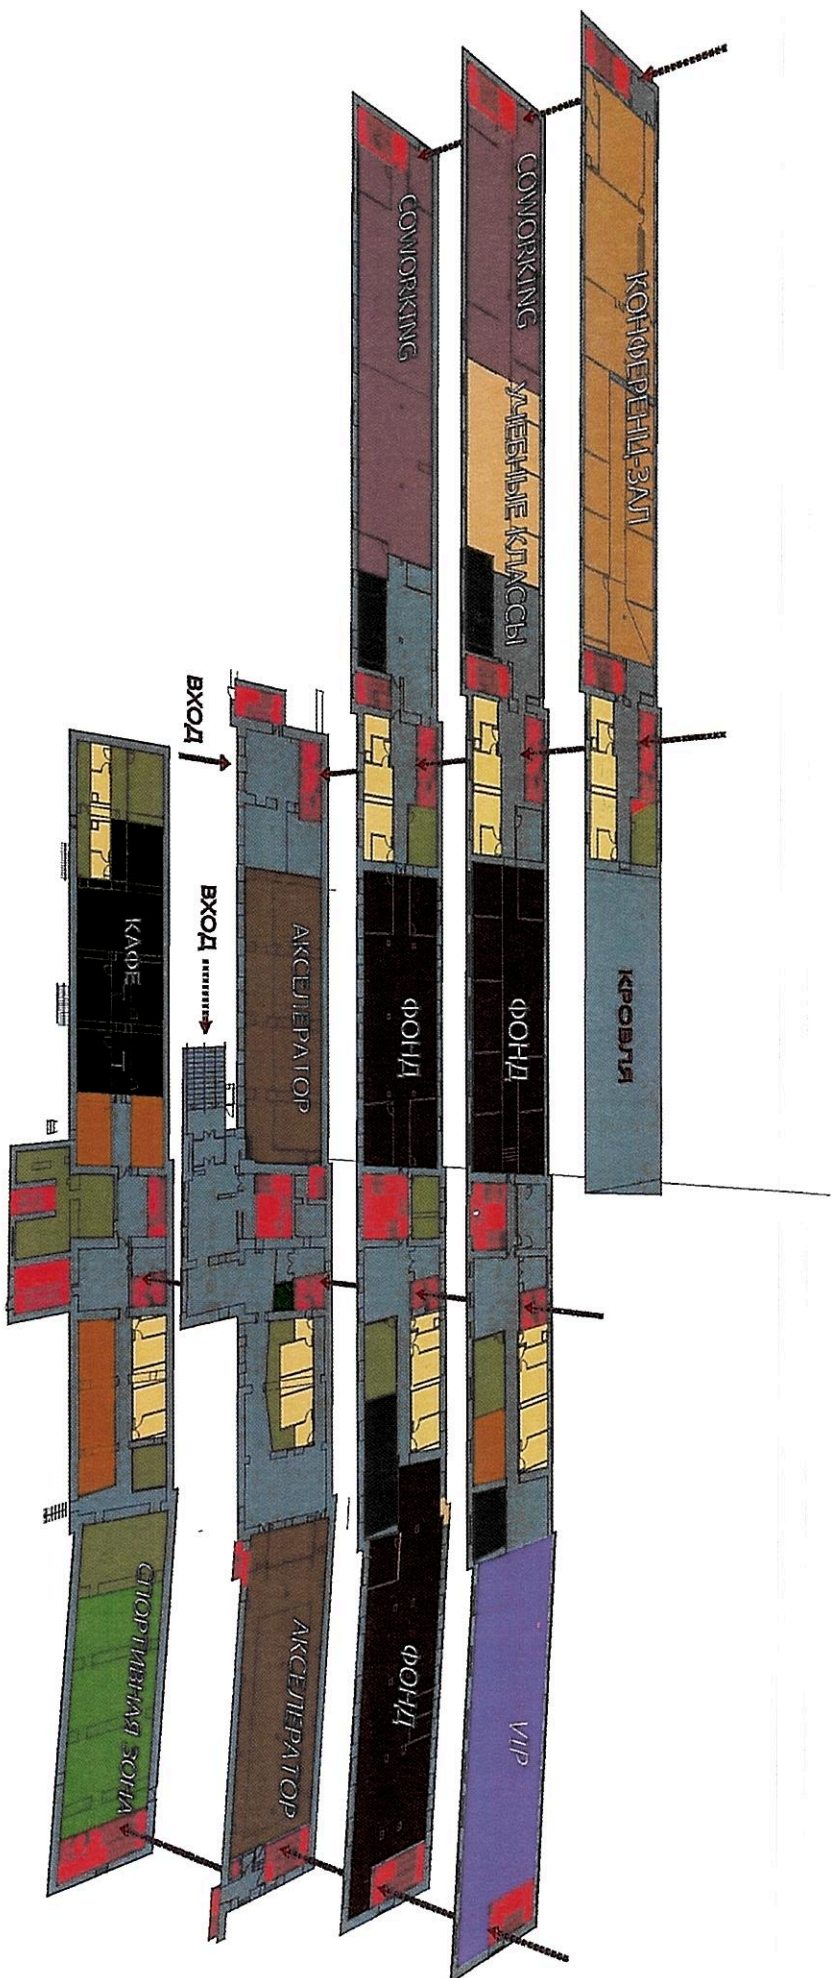 КОНФЕРЕНЦ-ЗАЛ
КРОВЛЯ
COWORKING
УЧЕБНЫЕ КЛАССЫ
ФОНД
VIP
COWORKING
ФОНД
ФОНД
ВХОД
АКСЕЛЕРАТОР
АКСЕЛЕРАТОР
ВХОД
КАФЕ
Т
СПОРТИВНАЯ ЗОНА